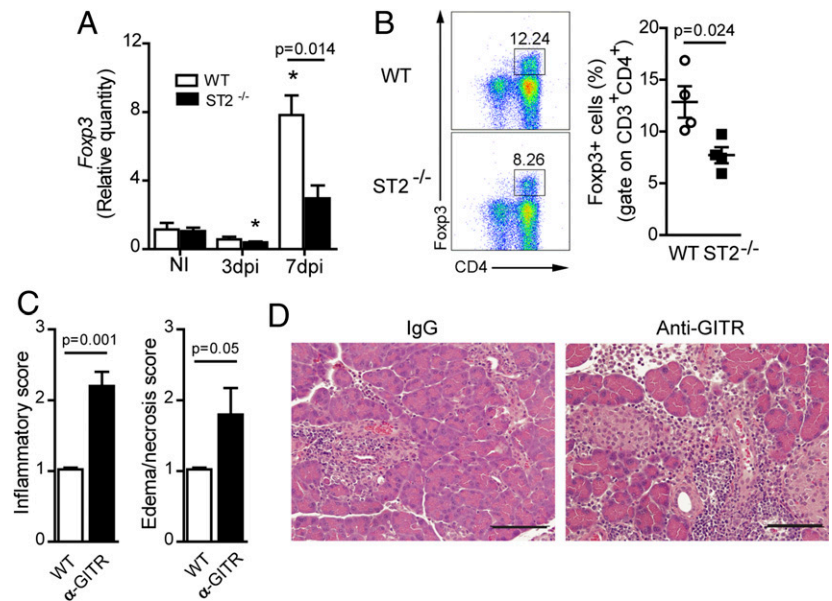 A
12
8
4
0
Foxp3
(Relative quantity)
WT
ST2 -/-
p=0.014
*
*
NI
3dpi
7dpi
B
WT
12.24
ST2 -/-
8.26
Foxp3
CD4
p=0.024
20
15
10
5
0
Foxp3+ cells (%)
(gate on CD3+CD4+)
WT ST2-/-
C
p=0.001
3
2
1
0
Inflammatory score
WT
α-GITR
p=0.05
3
2
1
0
Edema/necrosis score
WT
α-GITR
D
IgG
Anti-GITR